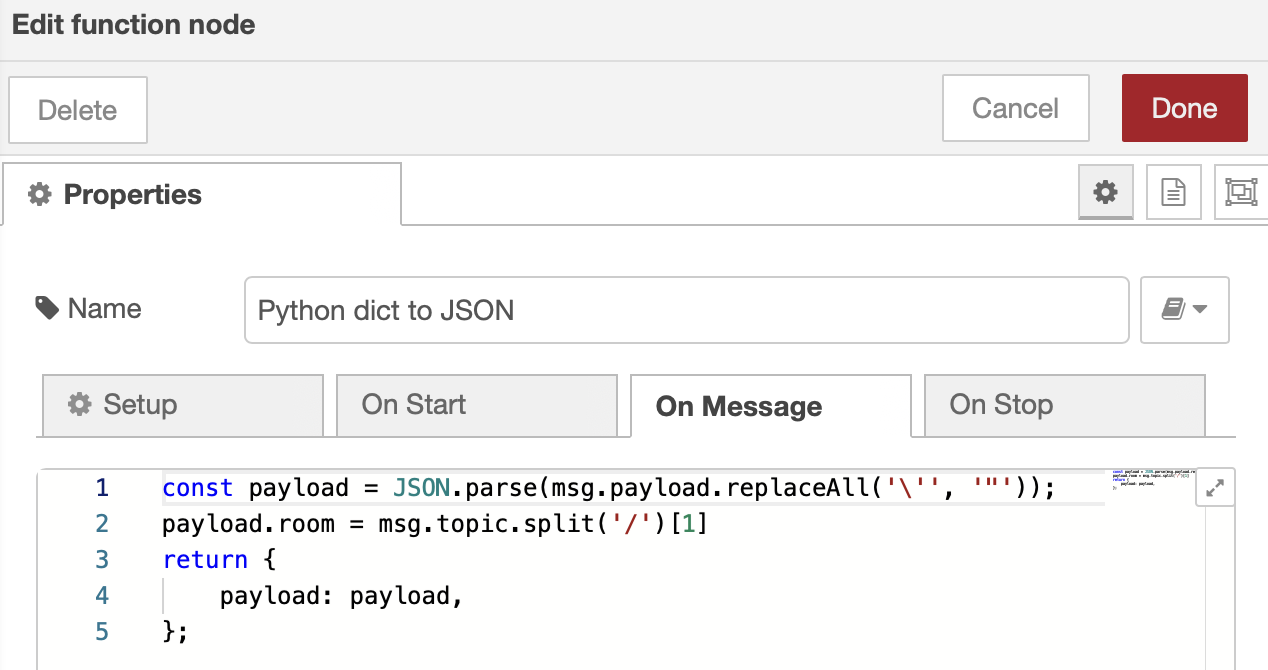 Edit function node
Delete
Cancel
Done
Properties
Name
Python dict to JSON
Setup
On Start
On Message
On Stop
1 const payload = JSON.parse(msg.payload.replaceAll('\'', '"'));
2 payload.room = msg.topic.split('/')[1]
3 return {
4 payload: payload,
5 };